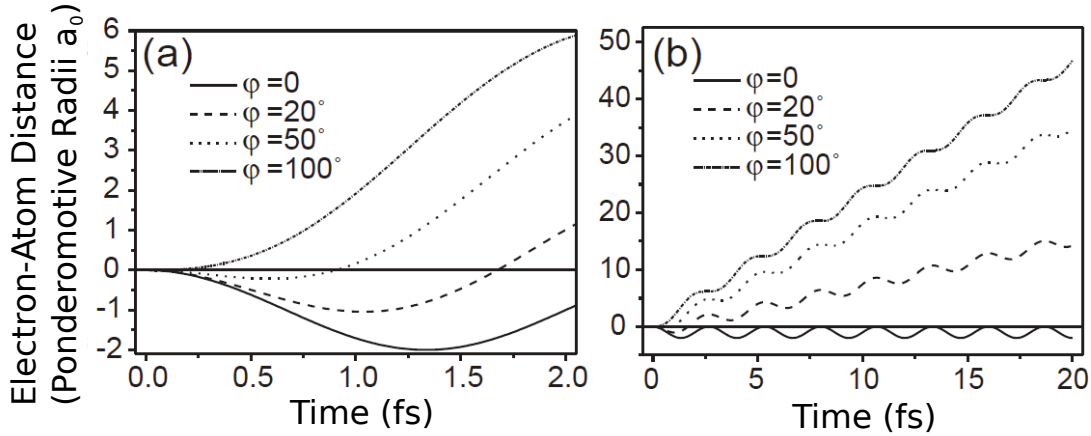 Electron-Atom Distance
(Ponderomotive Radii a₀)
(a)
φ=0
φ=20°
φ=50°
φ=100°
6
5
4
3
2
1
0
-1
-2
0.0
0.5
1.0
1.5
2.0
Time (fs)
(b)
φ=0
φ=20°
φ=50°
φ=100°
50
40
30
20
10
0
0
5
10
15
20
Time (fs)